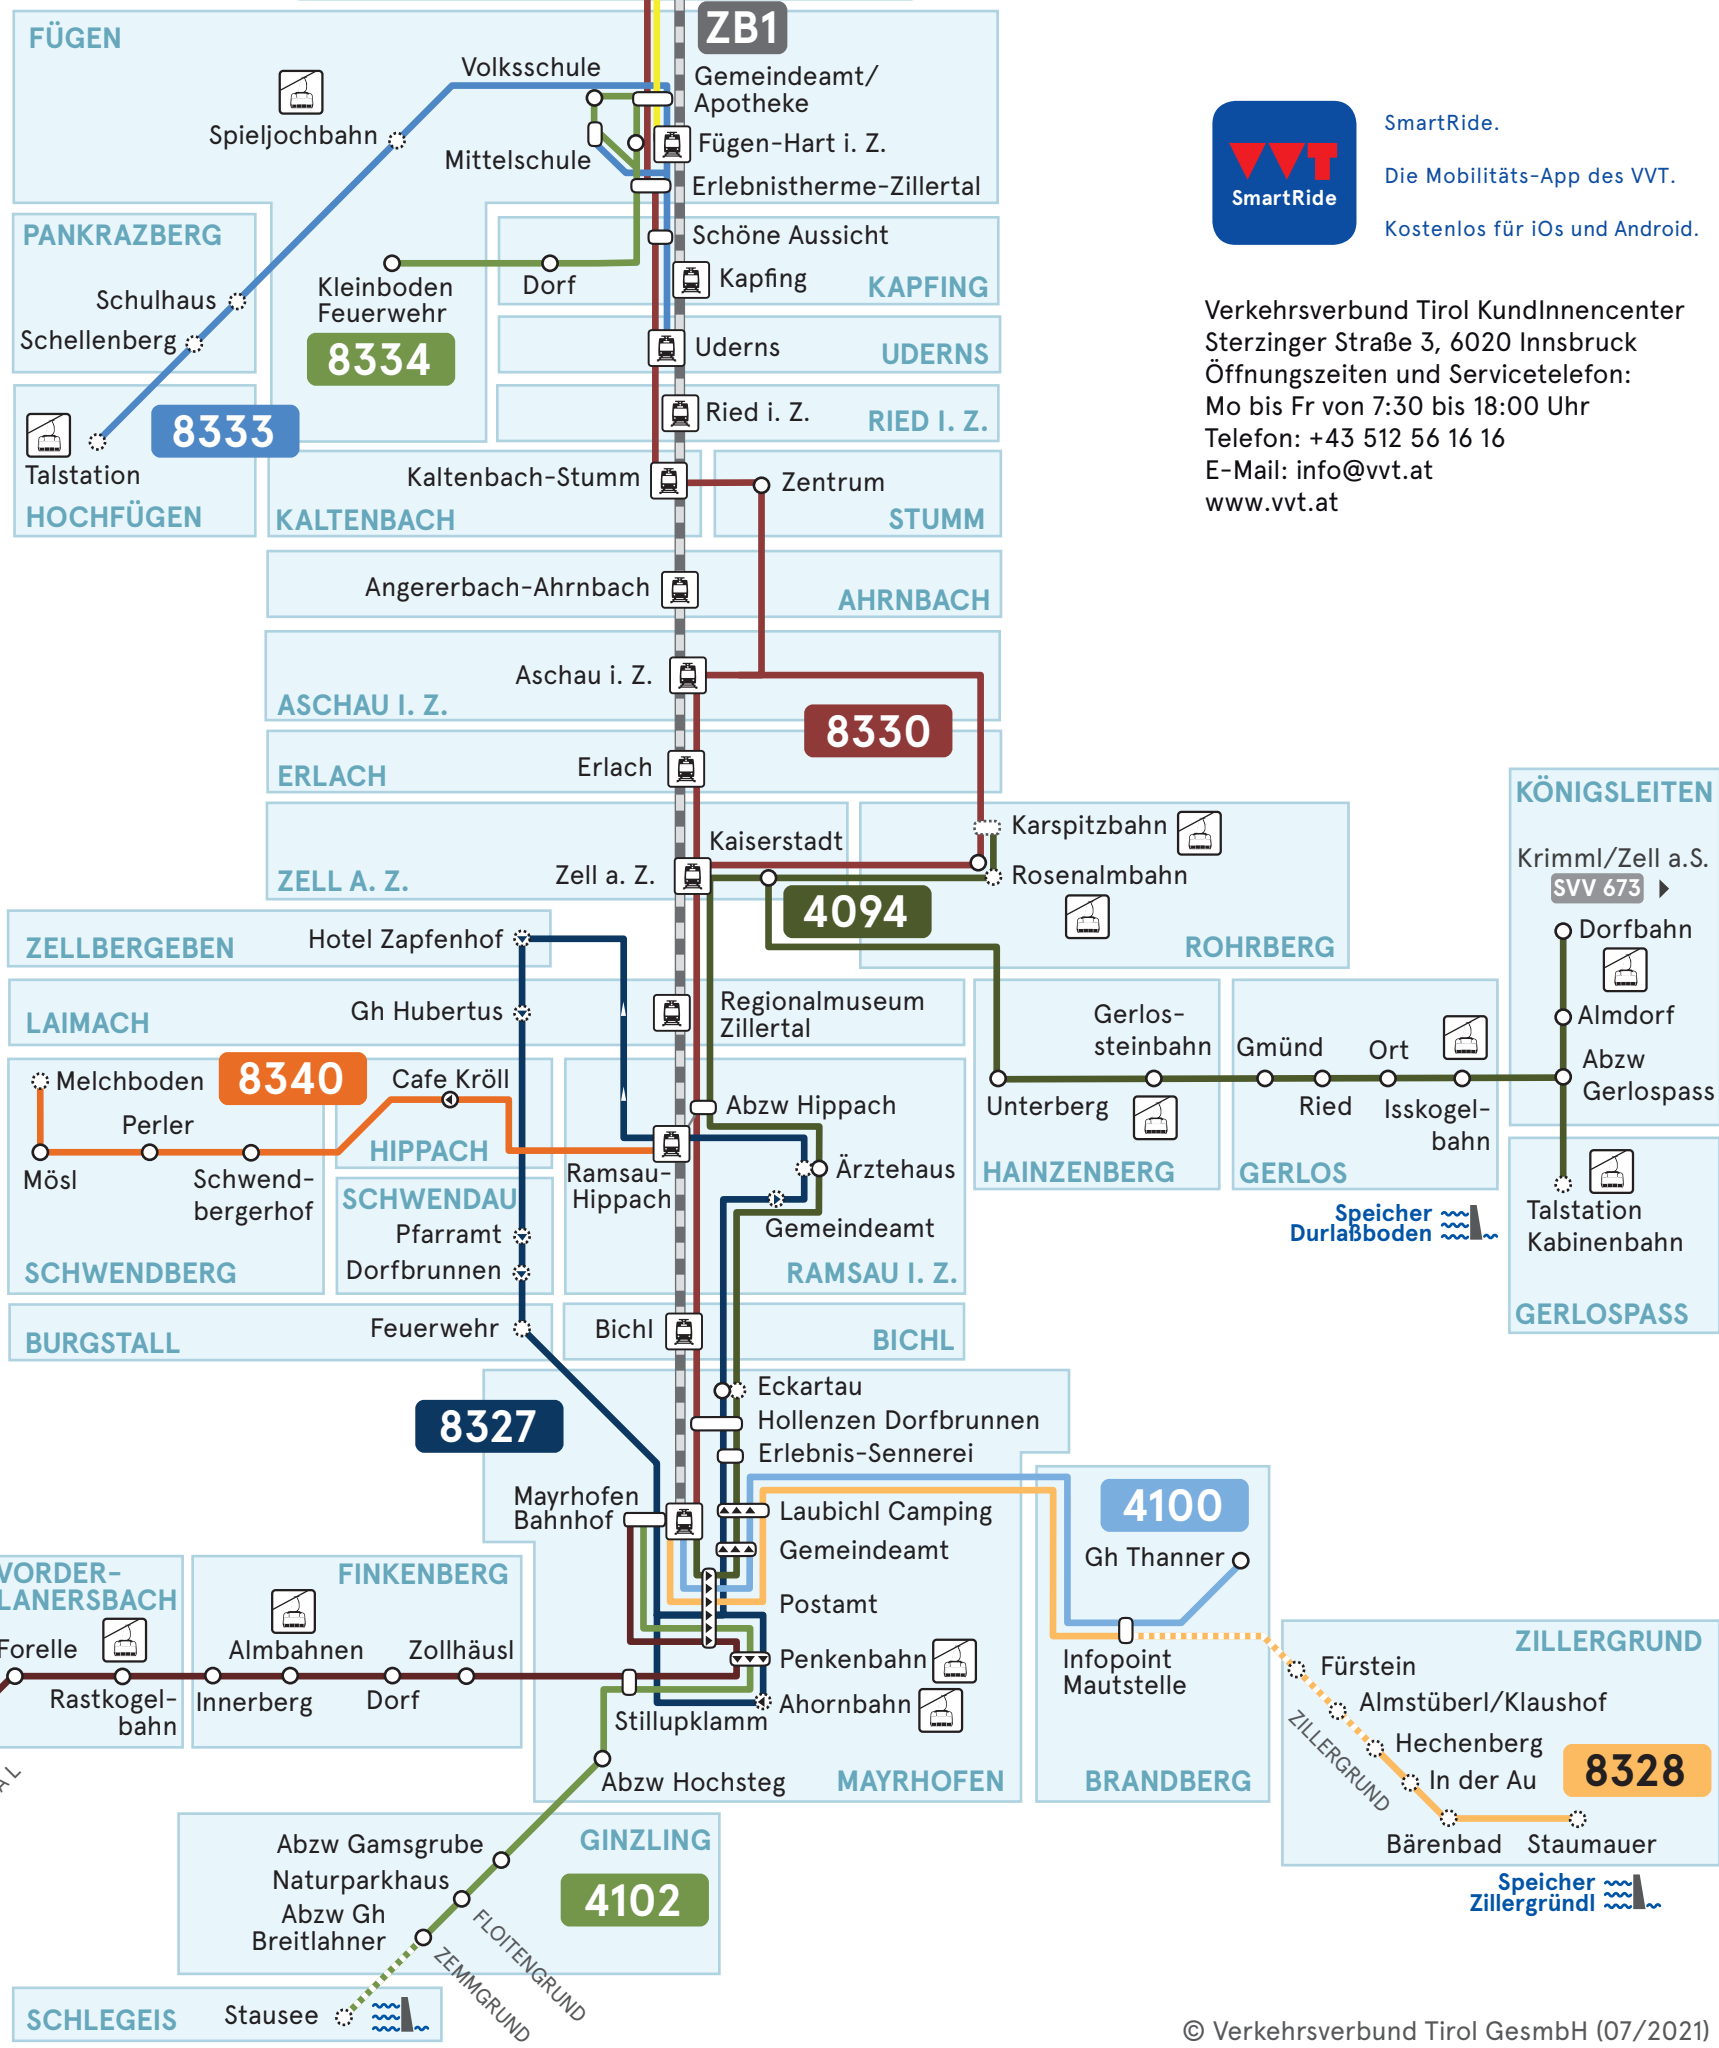 ZB1
FÜGEN
Volksschule
Gemeindeamt/
Apotheke
Spieljochbahn
Fügen-Hart i. Z.
Mittelschule
Erlebnistherme-Zillertal
PANKRAZBERG
Schöne Aussicht
Kapfing
KAPFING
Schulhaus
Schellenberg
Kleinboden
Feuerwehr
Dorf
8334
Uderns
UDERNS
8333
Talstation
HOCHFÜGEN
Ried i. Z.
RIED I. Z.
Kaltenbach-Stumm
Zentrum
KALTENBACH
STUMM
Angererbach-Ahrnbach
AHRNBACH
Aschau i. Z.
ASCHAU I. Z.
8330
Erlach
ERLACH
VVT
SmartRide
SmartRide.
Die Mobilitäts-App des VVT.
Kostenlos für iOs und Android.
Verkehrsverbund Tirol KundInnencenter
Sterzinger Straße 3, 6020 Innsbruck
Öffnungszeiten und Servicetelefon:
Mo bis Fr von 7:30 bis 18:00 Uhr
Telefon: +43 512 56 16 16
E-Mail: info@vvt.at
www.vvt.at
Kaiserstadt
Zell a. Z.
ZELL A. Z.
Karspitzbahn
Rosenalmbahn
4094
ROHRBERG
KÖNIGSLEITEN
Krimml/Zell a.S.
SVV 673
Dorfbahn
Almdorf
Abzw
Gerlospass
Hotel Zapfenhof
ZELLBERGEBEN
Gh Hubertus
LAIMACH
Regionalmuseum
Zillertal
Gerlos-
steinbahn
Unterberg
HAINZENBERG
Gmünd
Ort
Ried
Isskogel-
bahn
GERLOS
Speicher
Durlaßboden
Talstation
Kabinenbahn
GERLOSPASS
Melchboden
8340
Cafe Kröll
Perler
HIPPACH
Mösl
Schwend-
bergerhof
SCHWENDBERG
SCHWENDAU
Pfarramt
Dorfbrunnen
Abzw Hippach
Ramsau-
Hippach
Ärztehaus
Gemeindeamt
RAMSAU I. Z.
Feuerwehr
BURGSTALL
Bichl
BICHL
8327
Eckartau
Hollenzen Dorfbrunnen
Erlebnis-Sennerei
Mayrhofen
Bahnhof
Laubichl Camping
Gemeindeamt
Postamt
Penkenbahn
Ahornbahn
Stillupklamm
Abzw Hochsteg
MAYRHOFEN
4100
Gh Thanner
Infopoint
Mautstelle
BRANDBERG
VORDER-
LANERSBACH
Forelle
Rastkogel-
bahn
FINKENBERG
Almbahnen
Zollhäusl
Innerberg
Dorf
ZILLERGRUND
Fürstein
Almstüberl/Klaushof
Hechenberg
In der Au
8328
ZILLERGRUND
Bärenbad
Staumauer
Speicher
Zillergründl
Abzw Gamsgrube
GINZLING
Naturparkhaus
Abzw Gh
Breitlahner
4102
FLOITENGRUND
ZEMMGRUND
Stausee
SCHLEGEIS
© Verkehrsverbund Tirol GesmbH (07/2021)